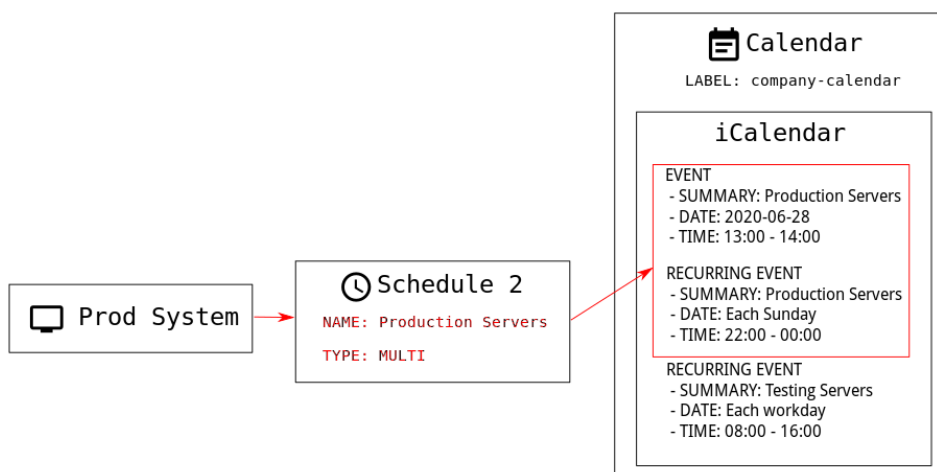 Prod System
Schedule 2
NAME: Production Servers
TYPE: MULTI
Calendar
LABEL: company-calendar
iCalendar
EVENT
- SUMMARY: Production Servers
- DATE: 2020-06-28
- TIME: 13:00 - 14:00
RECURRING EVENT
- SUMMARY: Production Servers
- DATE: Each Sunday
- TIME: 22:00 - 00:00
RECURRING EVENT
- SUMMARY: Testing Servers
- DATE: Each workday
- TIME: 08:00 - 16:00